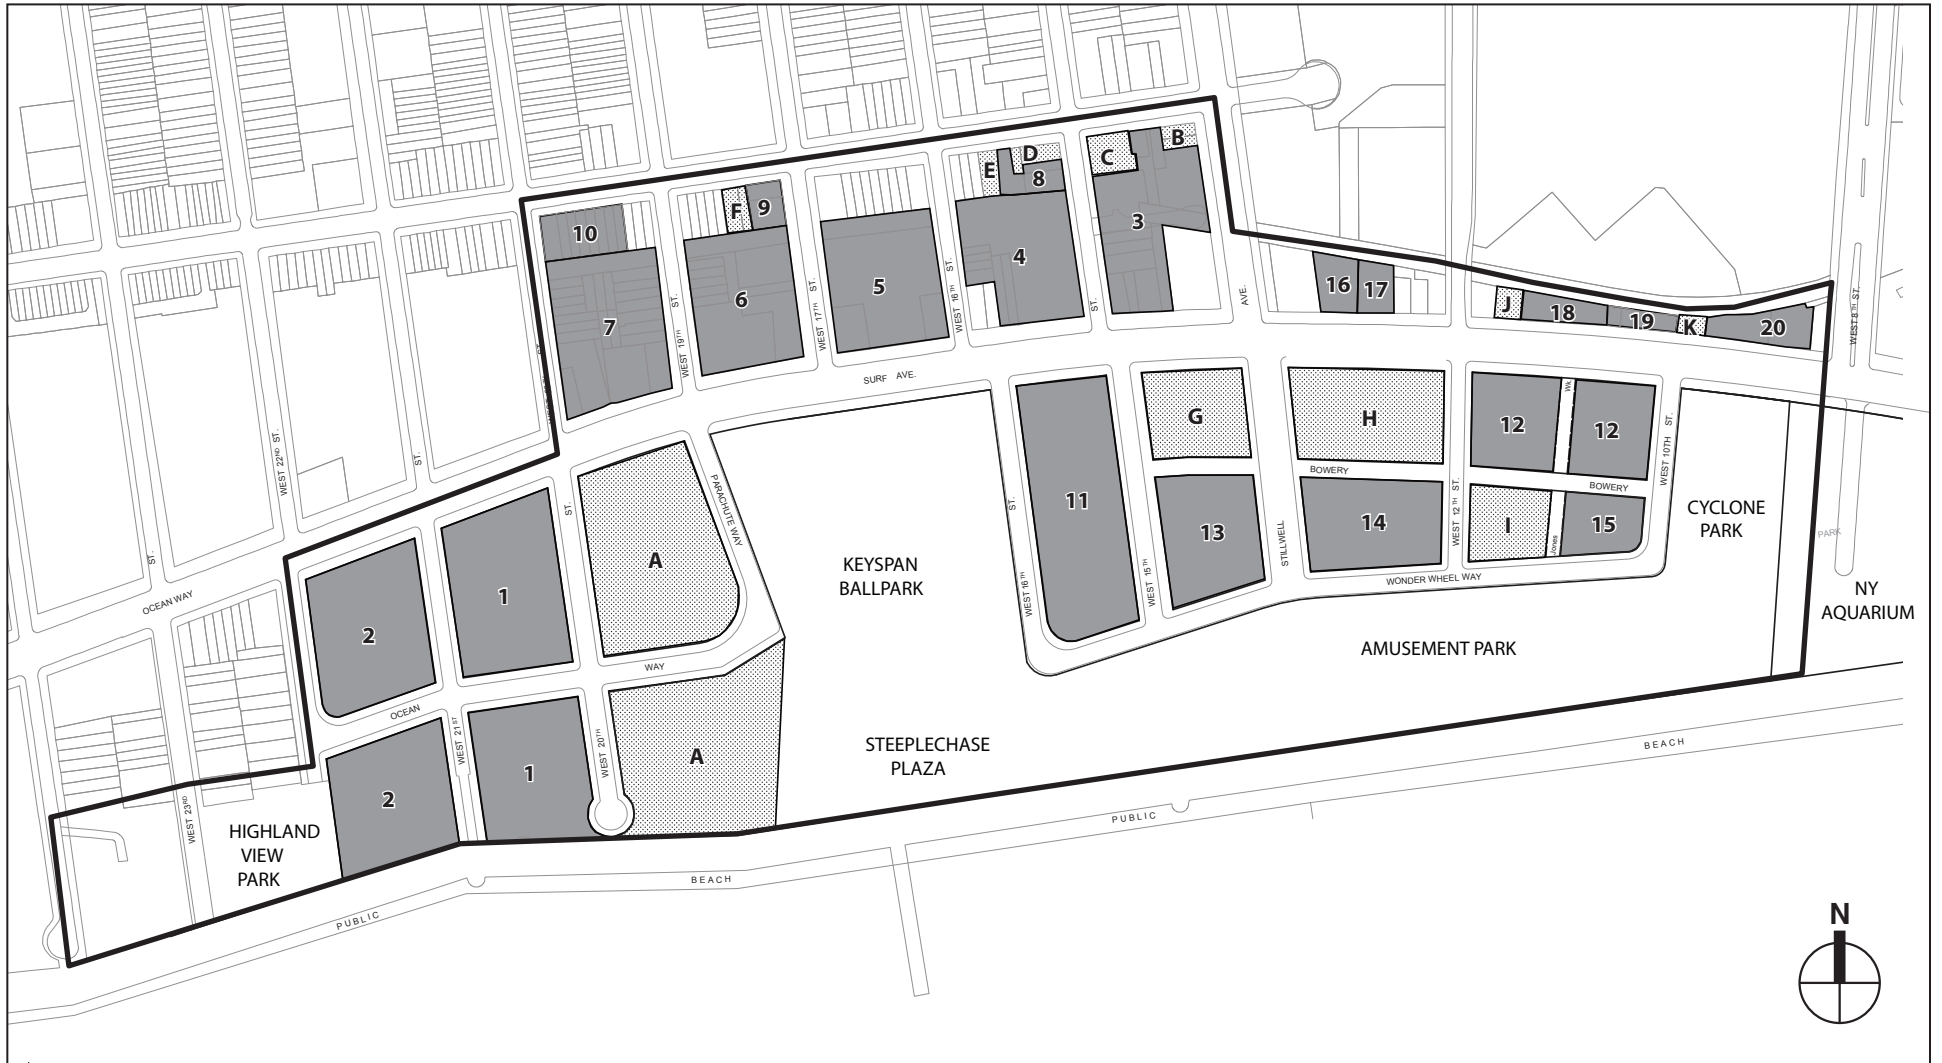 B
C
D
E
8
F
9
10
3
4
5
6
7
16
17
J
18
19
K
20
WEST 8TH ST.
AVE.
ST.
WEST 16TH ST.
WEST 17TH ST.
ST.
WEST 19TH
SURF AVE.
G
H
12
Wk.
12
WEST 10TH ST.
BOWERY
BOWERY
11
13
14
I
15
Jones
WEST 12TH ST.
STILLWELL
WEST 15TH
ST.
WEST 16TH
WONDER WHEEL WAY
CYCLONE
PARK
PARK
NY
AQUARIUM
AMUSEMENT PARK
KEYSPAN
BALLPARK
STEEPLECHASE
PLAZA
PARACHUTE WAY
A
WAY
A
WEST 20TH
ST.
1
2
OCEAN
WEST 21ST
1
2
WEST 22ND ST.
ST.
ST.
OCEAN WAY
WEST 23RD
HIGHLAND
VIEW
PARK
PUBLIC
BEACH
PUBLIC
BEACH
N